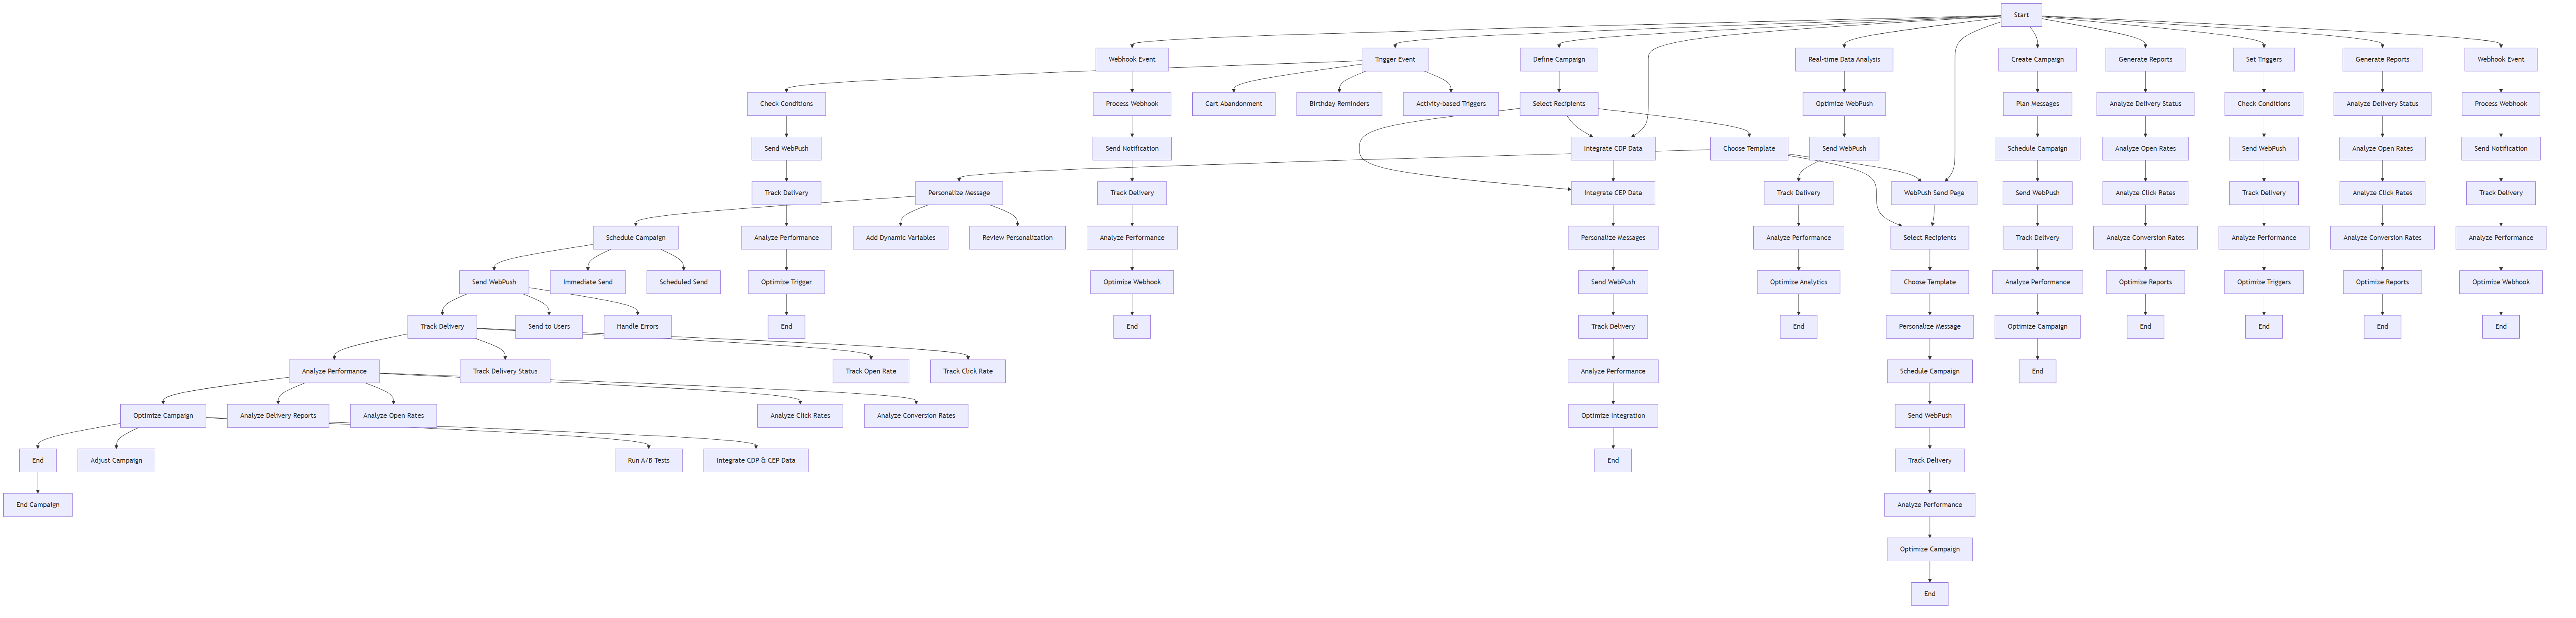 Start
Webhook Event
Trigger Event
Define Campaign
Real-time Data Analysis
Create Campaign
Generate Reports
Set Triggers
Generate Reports
Webhook Event
Check Conditions
Process Webhook
Cart Abandonment
Birthday Reminders
Activity-based Triggers
Select Recipients
Optimize WebPush
Plan Messages
Analyze Delivery Status
Check Conditions
Analyze Delivery Status
Process Webhook
Send WebPush
Send Notification
Integrate CDP Data
Choose Template
Send WebPush
Schedule Campaign
Analyze Open Rates
Send WebPush
Analyze Open Rates
Send Notification
Track Delivery
Personalize Message
Track Delivery
Integrate CEP Data
Track Delivery
WebPush Send Page
Send WebPush
Analyze Click Rates
Track Delivery
Analyze Click Rates
Track Delivery
Schedule Campaign
Analyze Performance
Add Dynamic Variables
Review Personalization
Analyze Performance
Personalize Messages
Analyze Performance
Select Recipients
Track Delivery
Analyze Conversion Rates
Analyze Performance
Analyze Conversion Rates
Analyze Performance
Send WebPush
Immediate Send
Scheduled Send
Optimize Trigger
Optimize Webhook
Send WebPush
Optimize Analytics
Choose Template
Analyze Performance
Optimize Reports
Optimize Triggers
Optimize Reports
Optimize Webhook
Track Delivery
Send to Users
Handle Errors
End
End
Track Delivery
End
Personalize Message
Optimize Campaign
End
End
End
End
Analyze Performance
Track Delivery Status
Track Open Rate
Track Click Rate
Analyze Performance
Schedule Campaign
End
Optimize Campaign
Analyze Delivery Reports
Analyze Open Rates
Analyze Click Rates
Analyze Conversion Rates
Optimize Integration
Send WebPush
End
Adjust Campaign
Run A/B Tests
Integrate CDP & CEP Data
End
Track Delivery
End Campaign
Analyze Performance
Optimize Campaign
End